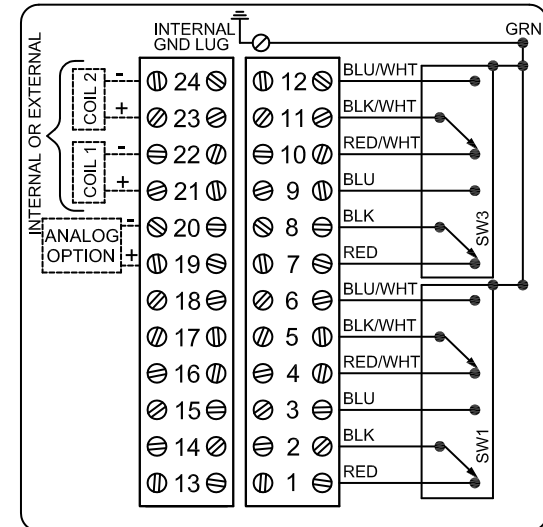 INTERNAL
GND LUG
GRN
INTERNAL OR EXTERNAL
COIL 2
-
+
COIL 1
-
+
ANALOG
OPTION
-
+
24
23
22
21
20
19
18
17
16
15
14
13
12
11
10
9
8
7
6
5
4
3
2
1
BLU/WHT
BLK/WHT
RED/WHT
BLU
BLK
RED
SW3
BLU/WHT
BLK/WHT
RED/WHT
BLU
BLK
RED
SW1